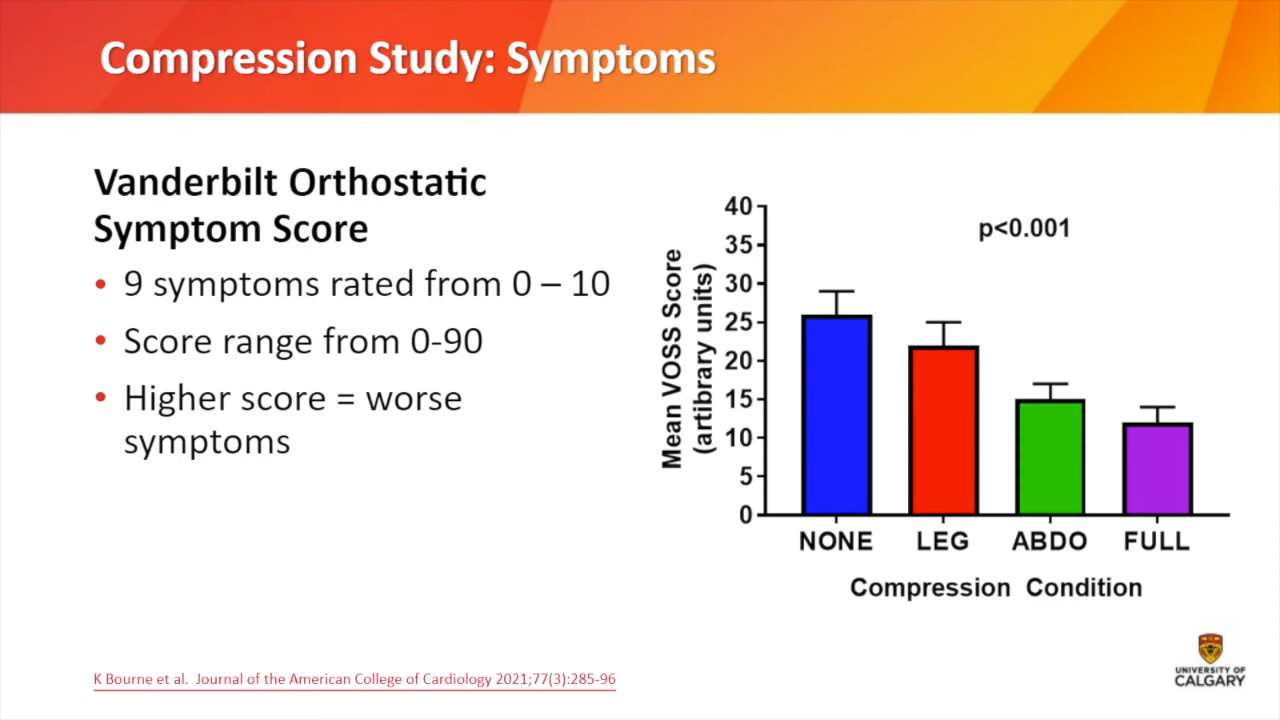 Compression Study: Symptoms
Vanderbilt Orthostatic
Symptom Score
• 9 symptoms rated from 0 – 10
• Score range from 0-90
• Higher score = worse
symptoms
Mean VOSS Score
(artibrary units)
p<0.001
40
35
30
25
20
15
10
5
0
NONE LEG ABDO FULL
Compression Condition
K Bourne et al. Journal of the American College of Cardiology 2021;77(3):285-96
UNIVERSITY OF
CALGARY